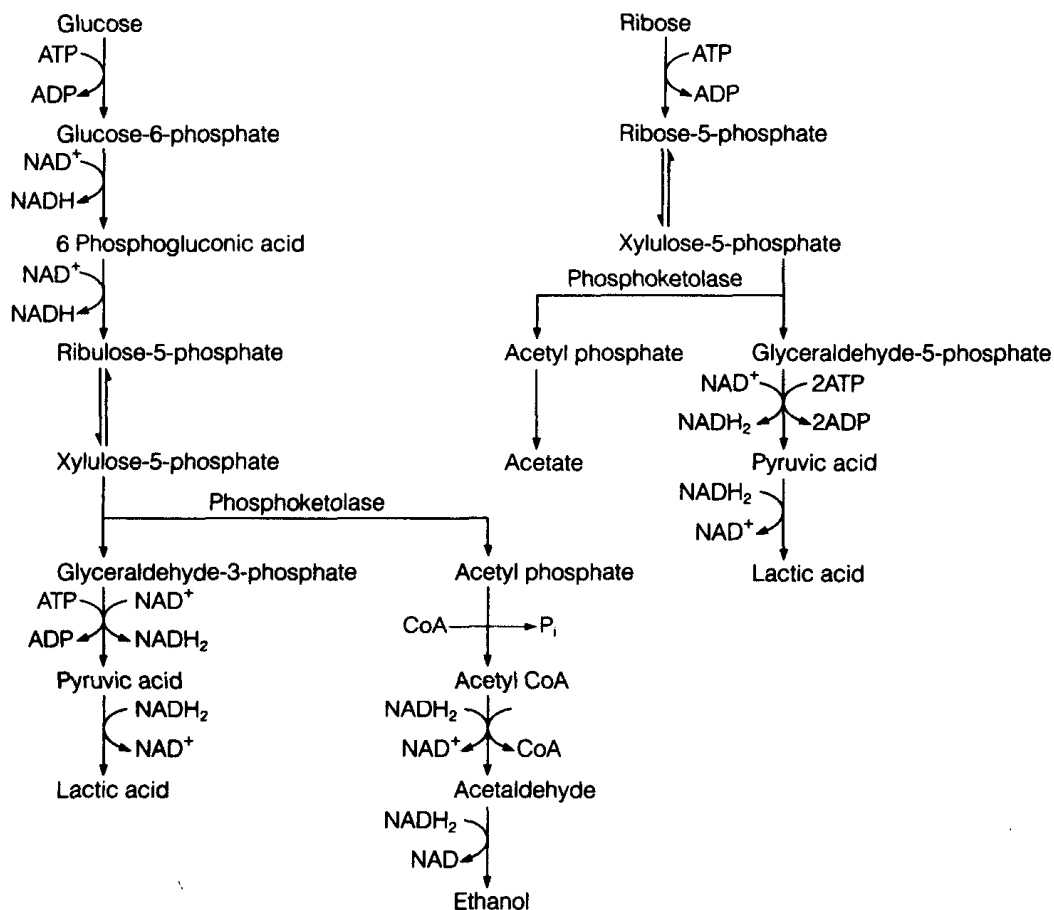 Glucose
ATP
ADP
Glucose-6-phosphate
NAD+
NADH
6 Phosphogluconic acid
NAD+
NADH
Ribulose-5-phosphate
Xylulose-5-phosphate
Phosphoketolase
Glyceraldehyde-3-phosphate
ATP
NAD+
ADP
NADH₂
Pyruvic acid
NADH₂
NAD+
Lactic acid
Acetyl phosphate
CoA
Pi
Acetyl CoA
NADH₂
NAD+
CoA
Acetaldehyde
NADH₂
NAD
Ethanol
Ribose
ATP
ADP
Ribose-5-phosphate
Xylulose-5-phosphate
Phosphoketolase
Acetyl phosphate
Acetate
Glyceraldehyde-5-phosphate
NAD+
2ATP
NADH₂
2ADP
Pyruvic acid
NADH₂
NAD+
Lactic acid